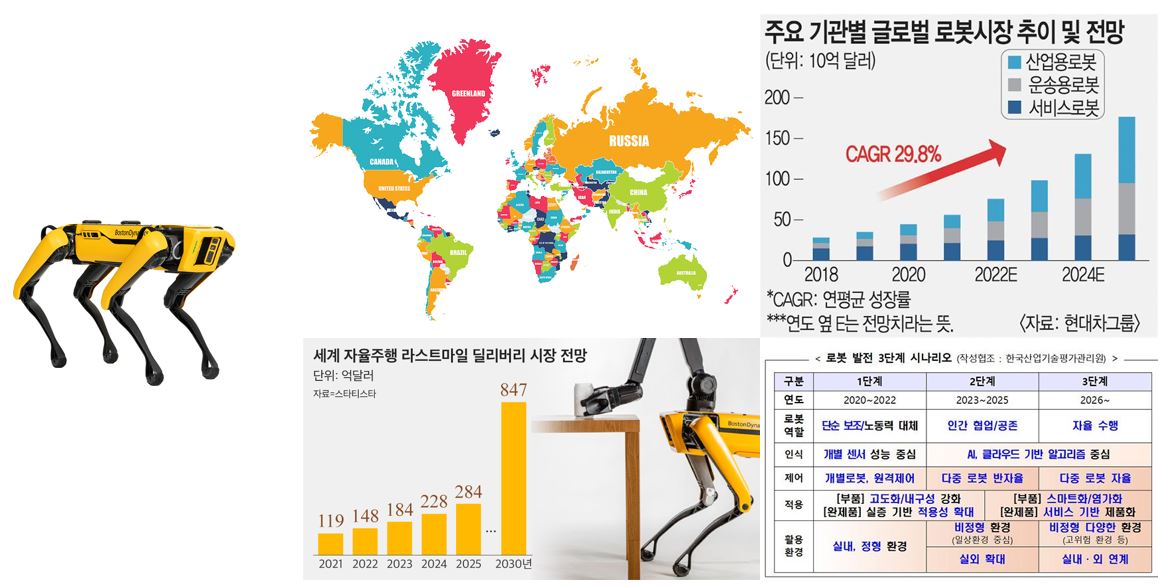 BostonDyna
GREENLAND
RUSSIA
CANADA
UNITED STATES
KAZAKHSTAN
CHINA
INDIA
IRAN
BRAZIL
AUSTRALIA
주요 기관별 글로벌 로봇시장 추이 및 전망
(단위: 10억 달러)
산업용로봇
운송용로봇
서비스로봇
200
150
100
50
0
CAGR 29.8%
2018 2020 2022E 2024E
*CAGR: 연평균 성장률
***연도 옆 E는 전망치라는 뜻. <자료: 현대차그룹>
세계 자율주행 라스트마일 딜리버리 시장 전망
단위: 억달러
자료=스타티스타
119 148 184 228 284 ... 847
2021 2022 2023 2024 2025 2030년
BostonDyna
< 로봇 발전 3단계 시나리오 (작성협조 : 한국산업기술평가관리원) >
구분 1단계 2단계 3단계
연도 2020~2022 2023~2025 2026~
로봇 역할 단순 보조/노동력 대체 인간 협업/공존 자율 수행
인식 개별 센서 성능 중심 AI, 클라우드 기반 알고리즘 중심
제어 개별로봇, 원격제어 다중 로봇 반자율 다중 로봇 자율
적용 [부품] 고도화/내구성 강화 [부품] 스마트화/염가화
[완제품] 실증 기반 적용성 확대 [완제품] 서비스 기반 제품화
활용 환경 실내, 정형 환경 비정형 환경 비정형 다양한 환경
(일상환경 중심) (고위험 환경 등)
실외 확대 실내·외 연계